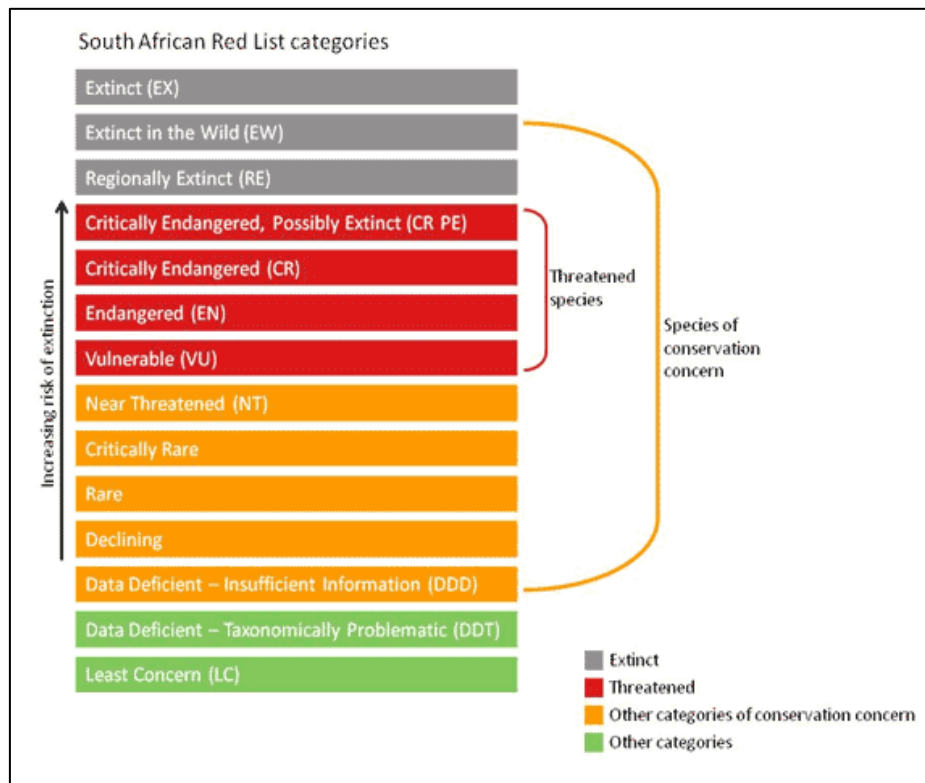 South African Red List categories
Extinct (EX)
Extinct in the Wild (EW)
Regionally Extinct (RE)
Critically Endangered, Possibly Extinct (CR PE)
Critically Endangered (CR)
Endangered (EN)
Vulnerable (VU)
Near Threatened (NT)
Critically Rare
Rare
Declining
Data Deficient – Insufficient Information (DDD)
Data Deficient – Taxonomically Problematic (DDT)
Least Concern (LC)
Increasing risk of extinction
Threatened
species
Species of
conservation
concern
Extinct
Threatened
Other categories of conservation concern
Other categories